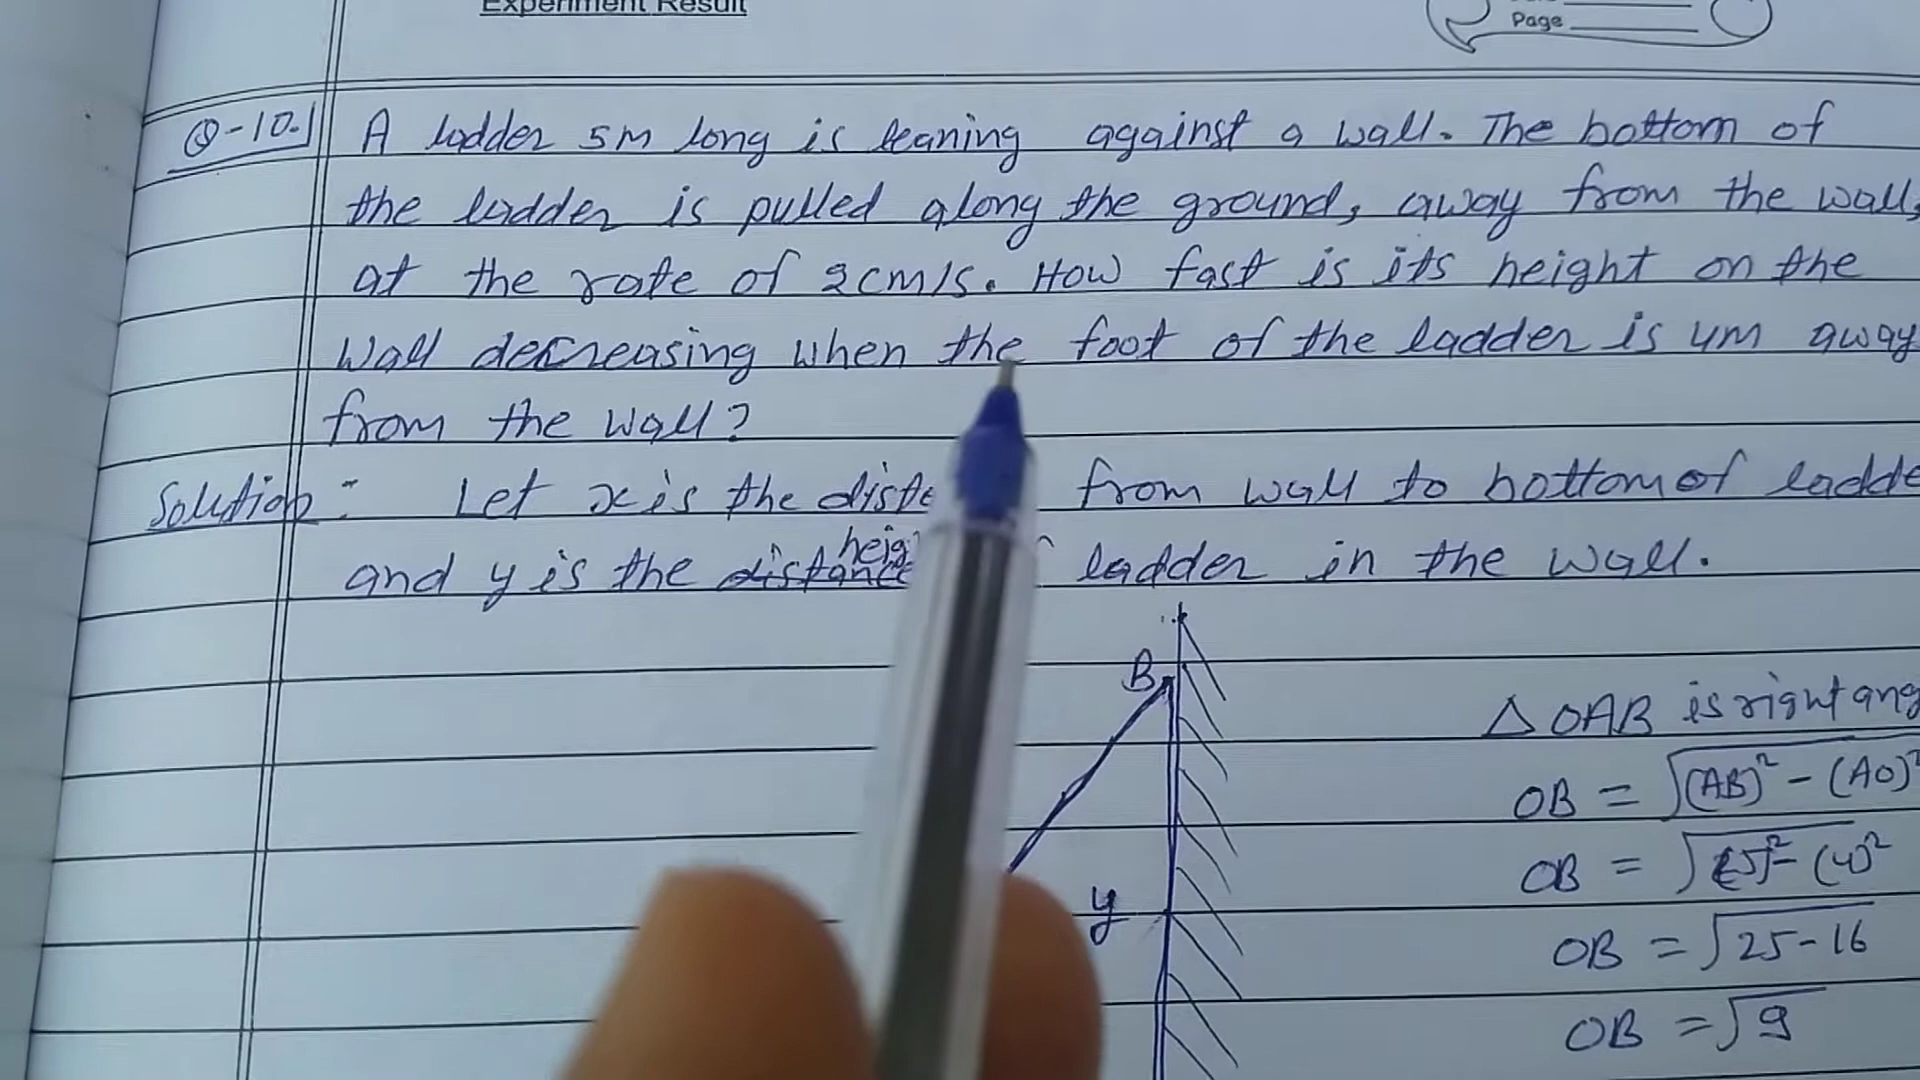 Experiment Result
Page
Q-10.
A ladder 5m long is leaning against a wall. The bottom of
the ladder is pulled along the ground, away from the wall,
at the rate of 2cm/s. How fast is its height on the
wall decreasing when the foot of the ladder is 4m away
from the wall?
Solution:- Let x is the from wall to bottom of
and y is the ladder in the wall.
B
y
△ OAB is right
OB = √(AB)² - (AO)²
OB = √(5)² - (4)²
OB = √25-16
OB = √9